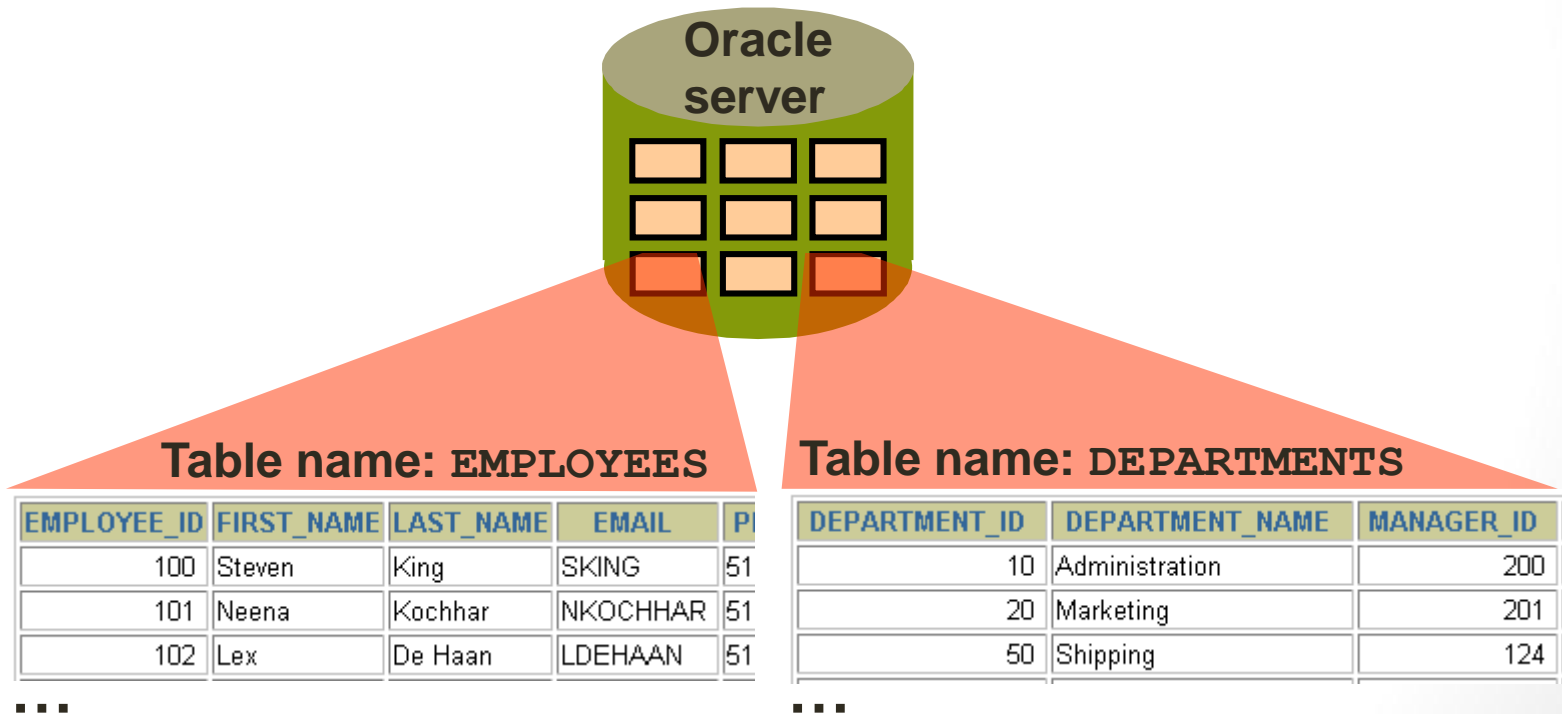 Oracle
server
Table name: EMPLOYEES
EMPLOYEE_ID FIRST_NAME LAST_NAME EMAIL
100 Steven King SKING 51
101 Neena Kochhar NKOCHHAR 51
102 Lex De Haan LDEHAAN 51
...
Table name: DEPARTMENTS
DEPARTMENT_ID DEPARTMENT_NAME MANAGER_ID
10 Administration 200
20 Marketing 201
50 Shipping 124
...